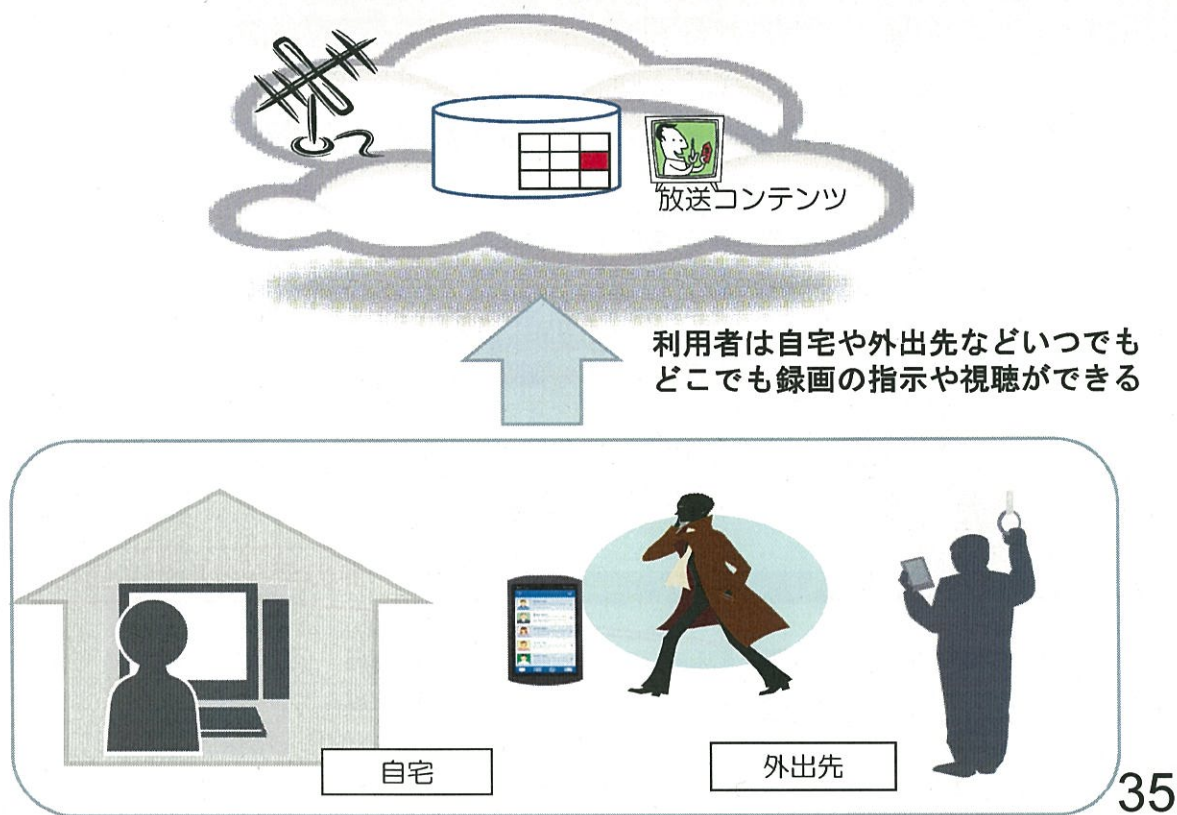 放送コンテンツ
利用者は自宅や外出先などいつでも
どこでも録画の指示や視聴ができる
自宅
外出先
35